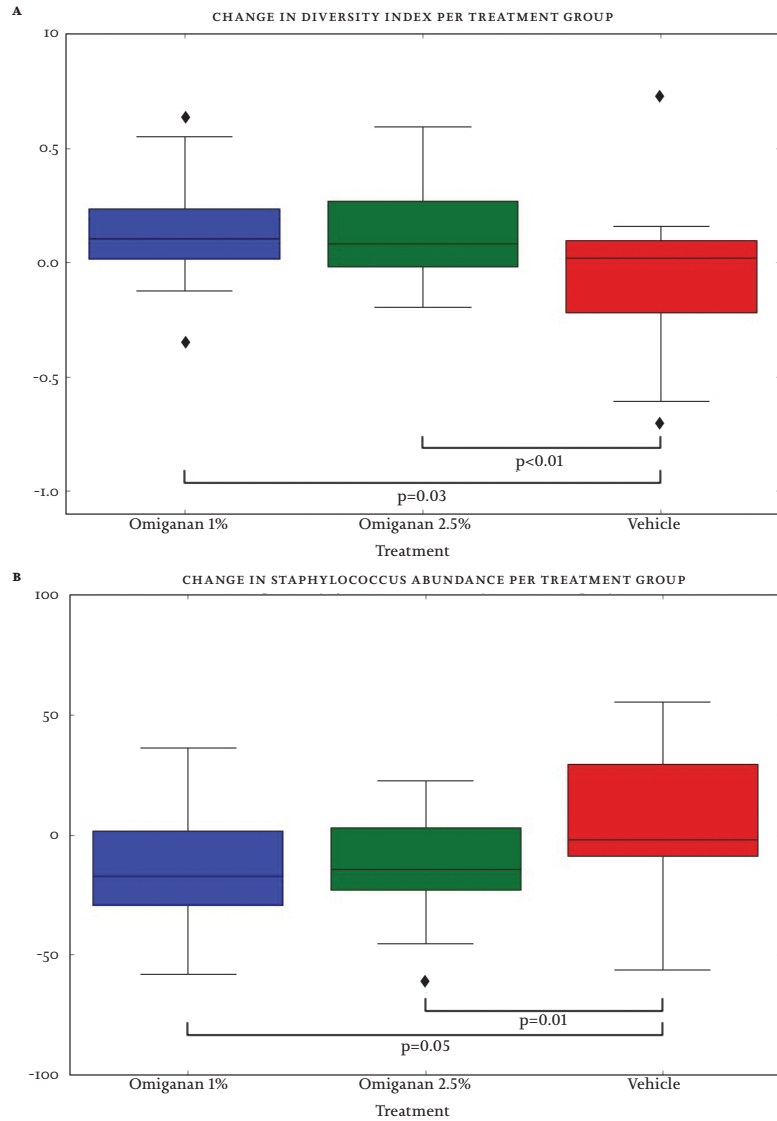 A
CHANGE IN DIVERSITY INDEX PER TREATMENT GROUP
10
0.5
0.0
-0.5
-1.0
p<0.01
p=0.03
Omiganan 1% Omiganan 2.5% Vehicle
Treatment
B
CHANGE IN STAPHYLOCOCCUS ABUNDANCE PER TREATMENT GROUP
100
50
0
-50
-100
p=0.01
p=0.05
Omiganan 1% Omiganan 2.5% Vehicle
Treatment